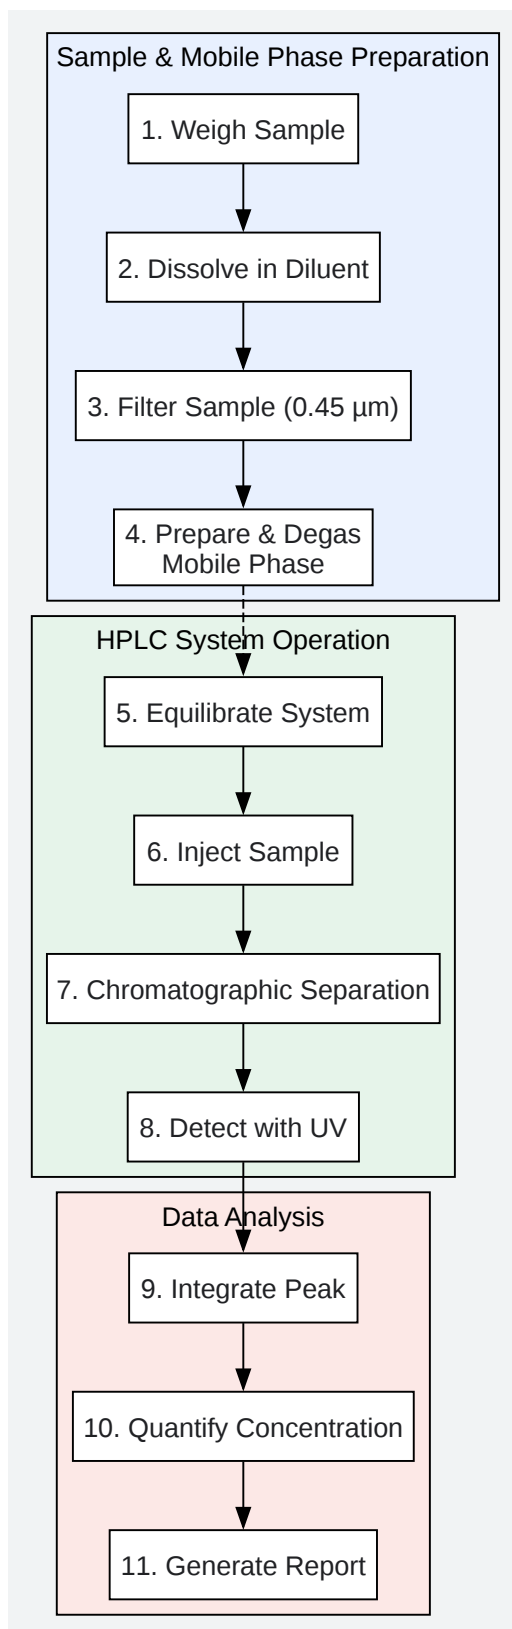 Sample & Mobile Phase Preparation
1. Weigh Sample
2. Dissolve in Diluent
3. Filter Sample (0.45 µm)
4. Prepare & Degas
Mobile Phase
HPLC System Operation
5. Equilibrate System
6. Inject Sample
7. Chromatographic Separation
8. Detect with UV
Data Analysis
9. Integrate Peak
10. Quantify Concentration
11. Generate Report